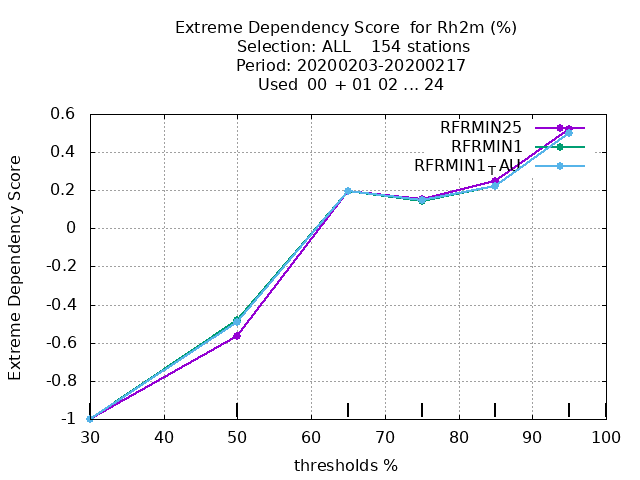 Extreme Dependency Score  for Rh2m (%)
Selection: ALL    154 stations
Period: 20200203-20200217
Used  00  + 01 02 ... 24
Extreme Dependency Score
0.6
0.4
0.2
0
-0.2
-0.4
-0.6
-0.8
-1
RFRMIN25
RFRMIN1
RFRMIN1TAU
30 40 50 60 70 80 90 100
thresholds %